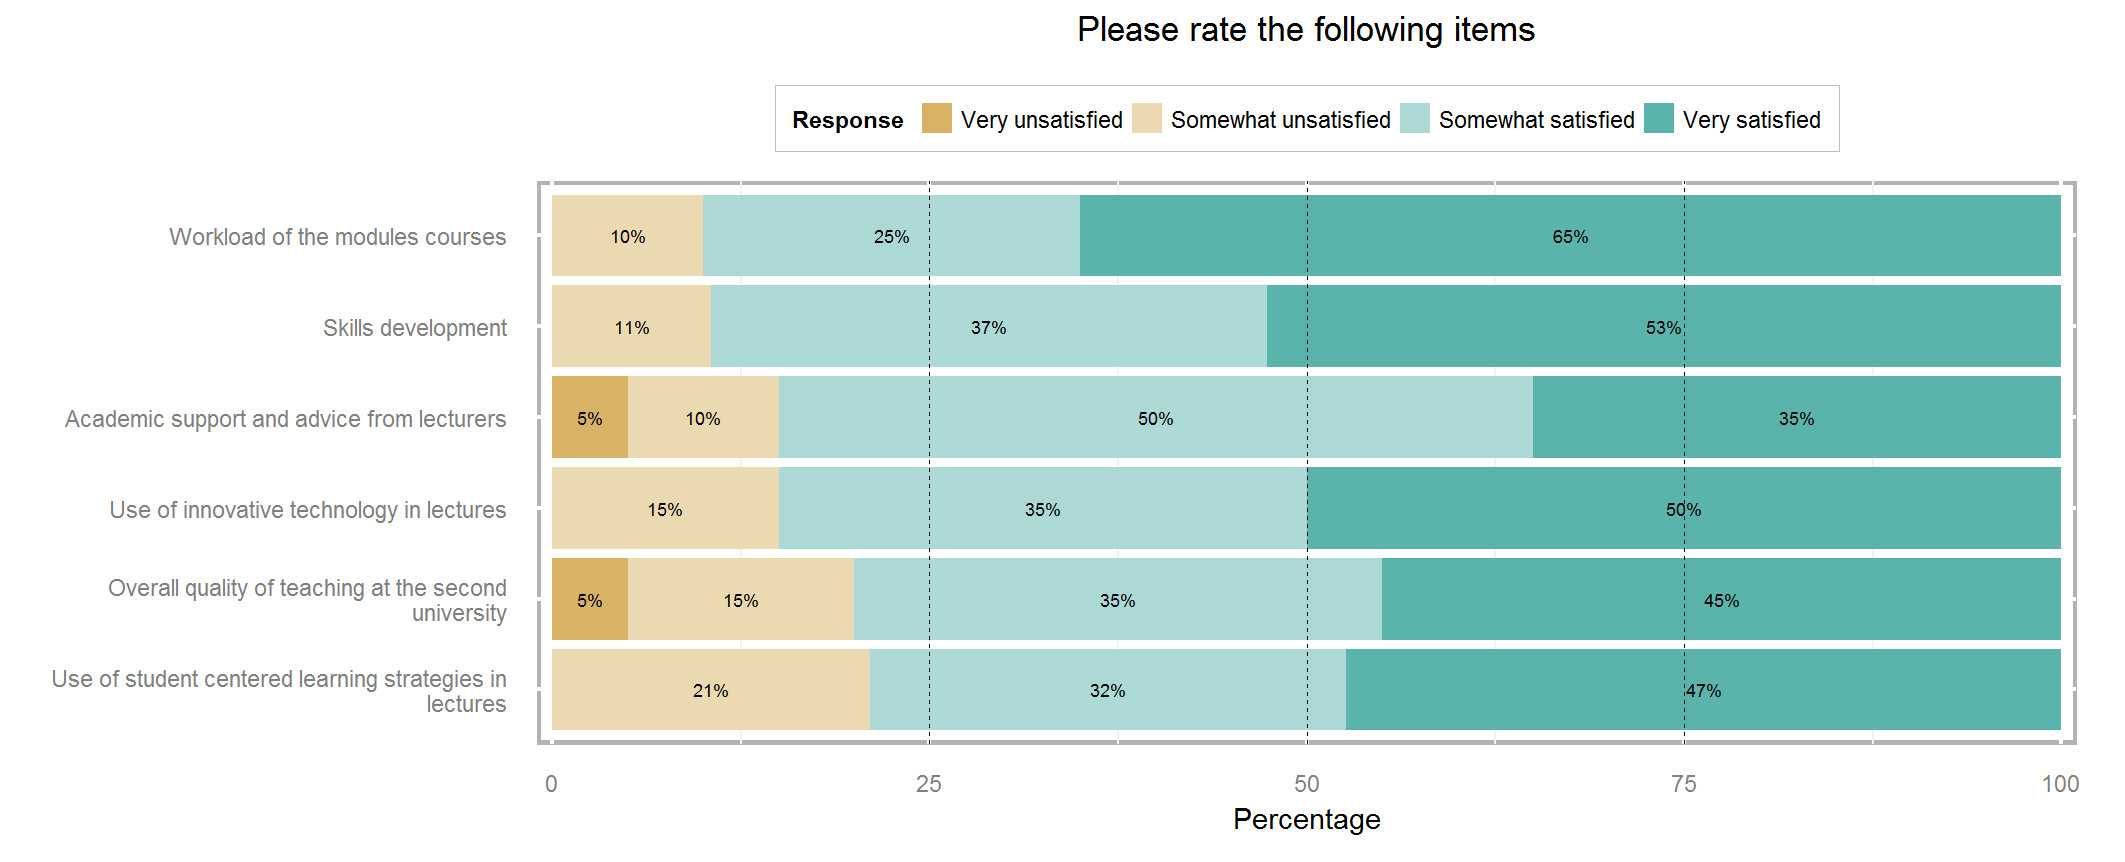 Please rate the following items
Response Very unsatisfied Somewhat unsatisfied Somewhat satisfied Very satisfied
Workload of the modules courses 10% 25% 65%
Skills development 11% 37% 53%
Academic support and advice from lecturers 5% 10% 50% 35%
Use of innovative technology in lectures 15% 35% 50%
Overall quality of teaching at the second
university 5% 15% 35% 45%
Use of student centered learning strategies in
lectures 21% 32% 47%
0 25 50 75 100
Percentage